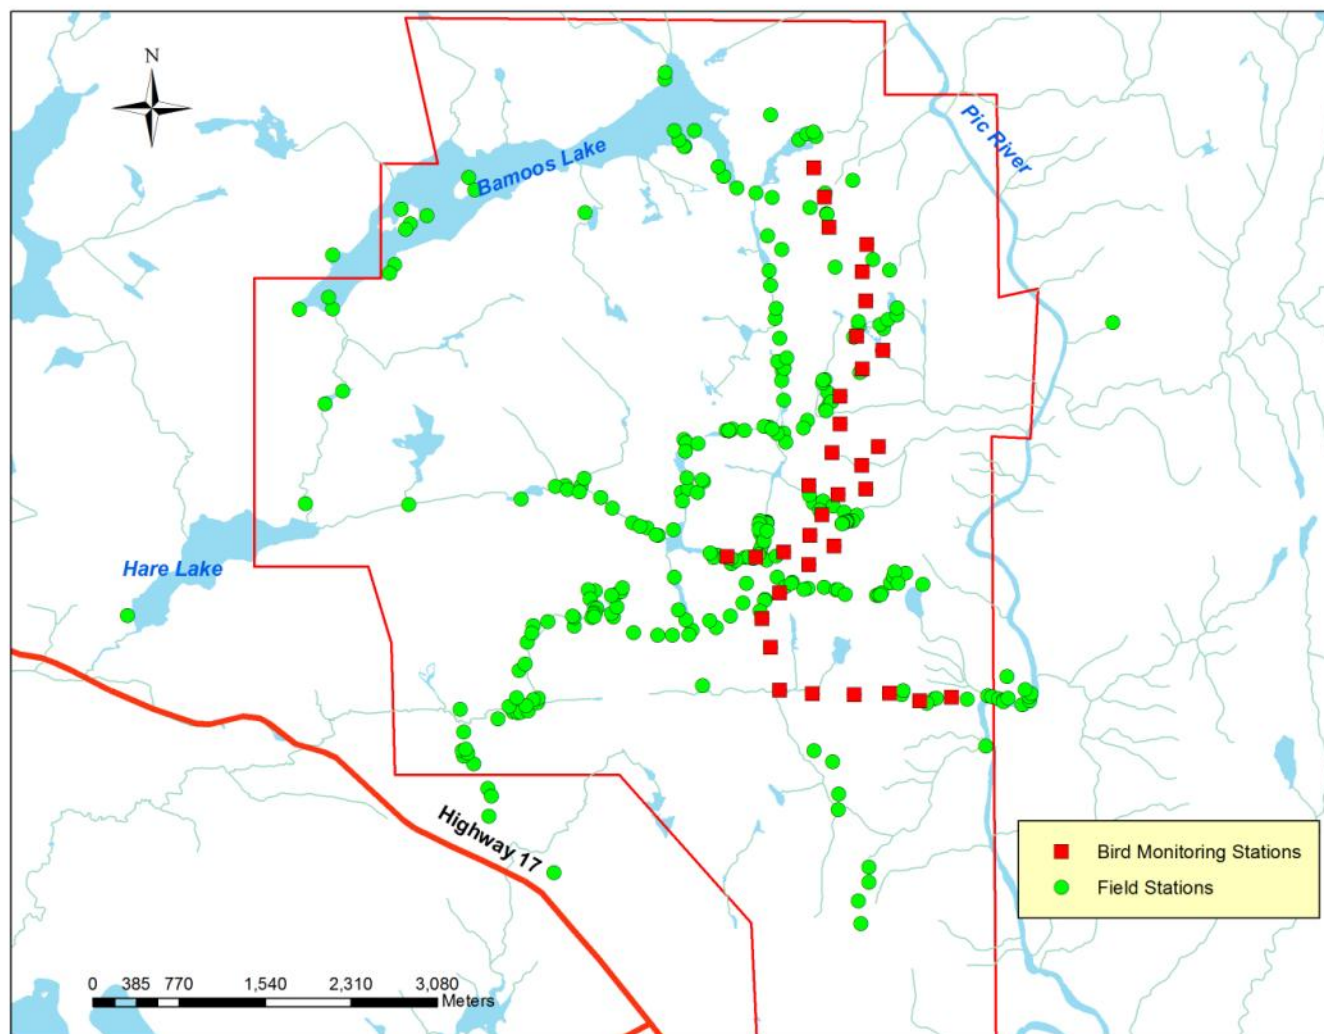 N
Pic River
Bamoos Lake
Hare Lake
Highway 17
Bird Monitoring Stations
Field Stations
0 385 770 1,540 2,310 3,080
Meters